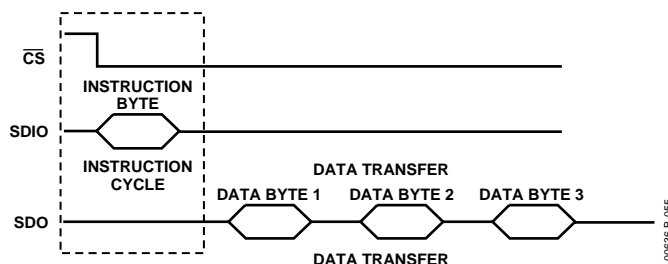 CS
INSTRUCTION
BYTE
SDIO
INSTRUCTION
CYCLE
DATA TRANSFER
DATA BYTE 1 DATA BYTE 2 DATA BYTE 3
SDO
DATA TRANSFER